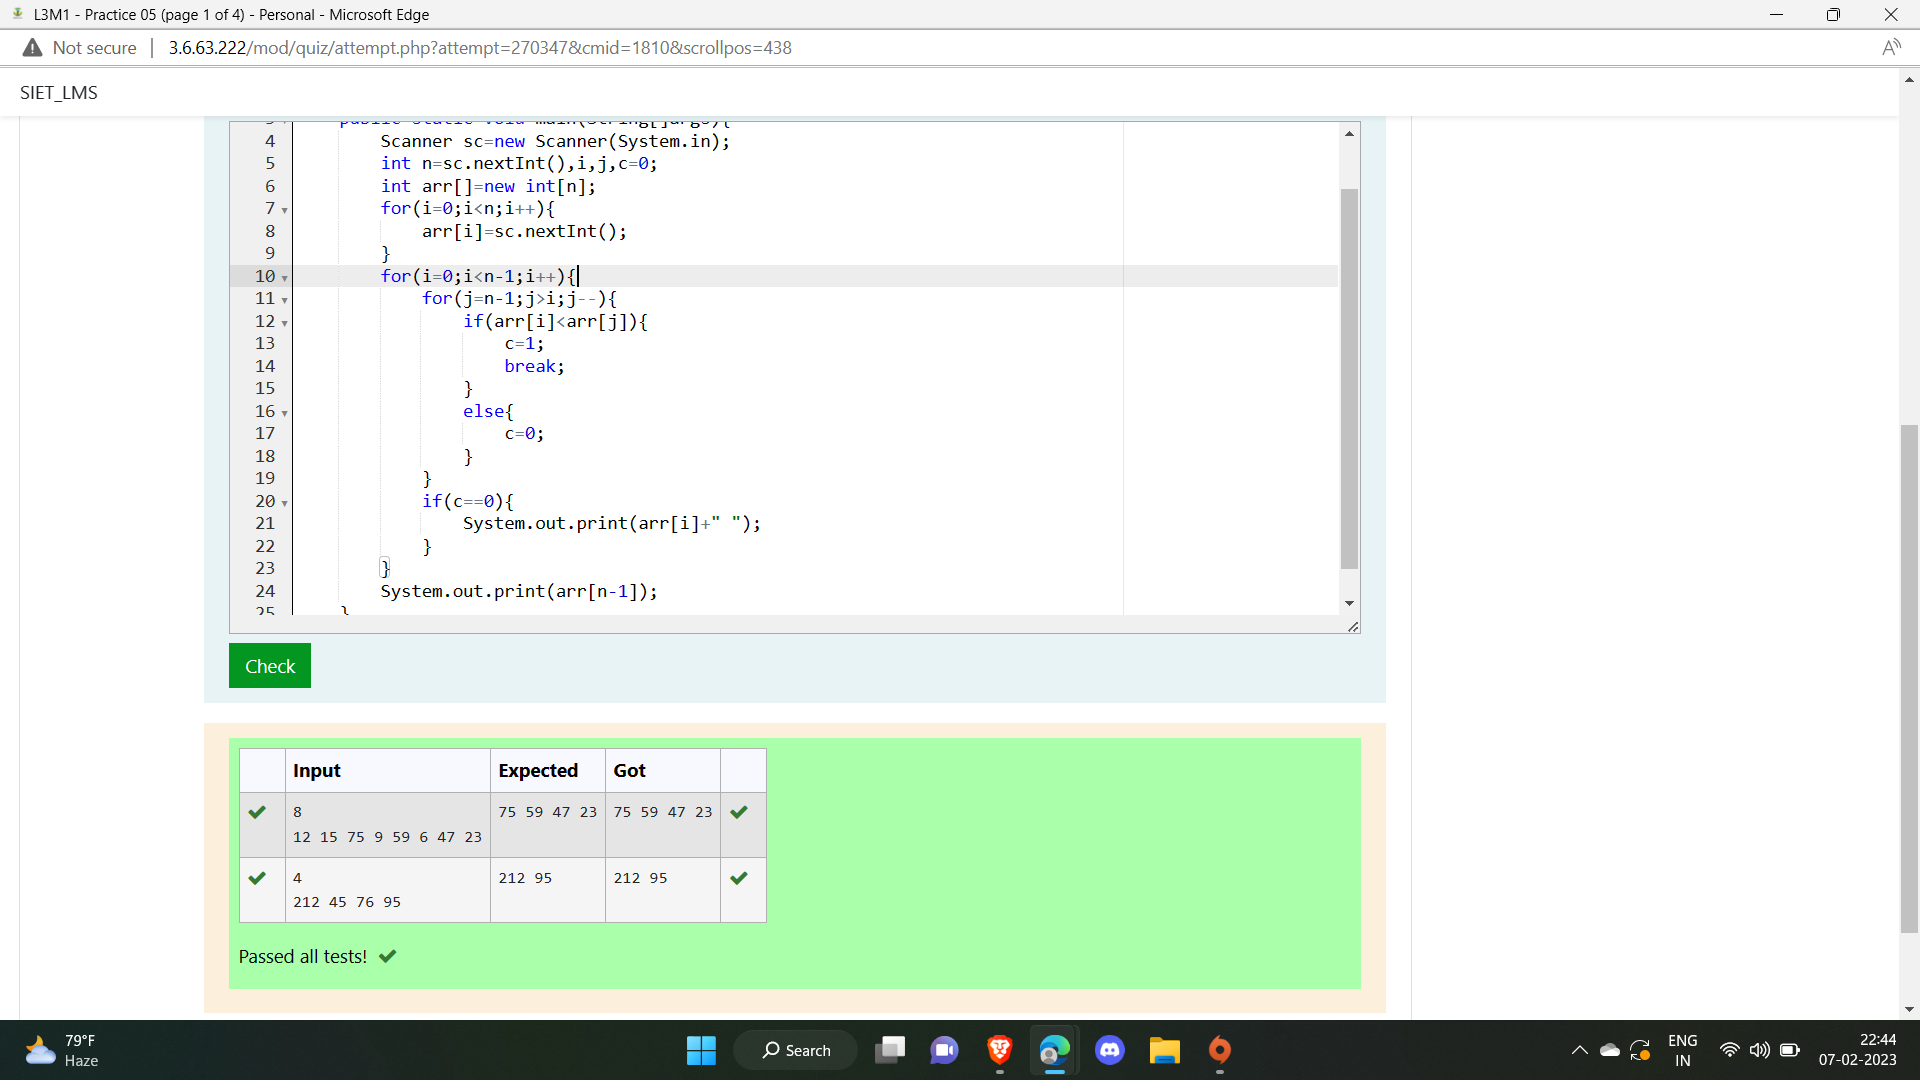 L3M1 - Practice 05 (page 1 of 4) - Personal - Microsoft Edge
Not secure | 3.6.63.222/mod/quiz/attempt.php?attempt=270347&cmid=1810&scrollpos=438
SIET_LMS
public static void main(String[]args){
4 Scanner sc=new Scanner(System.in);
5 int n=sc.nextInt(),i,j,c=0;
6 int arr[]=new int[n];
7 for(i=0;i<n;i++){
8 arr[i]=sc.nextInt();
9 }
10 for(i=0;i<n-1;i++){
11 for(j=n-1;j>i;j--){
12 if(arr[i]<arr[j]){
13 c=1;
14 break;
15 }
16 else{
17 c=0;
18 }
19 }
20 if(c==0){
21 System.out.print(arr[i]+" ");
22 }
23 }
24 System.out.print(arr[n-1]);
25 }
Check
Input Expected Got
8 75 59 47 23 75 59 47 23
12 15 75 9 59 6 47 23
4 212 95 212 95
212 45 76 95
Passed all tests!
79°F
Haze
Search
ENG
IN
22:44
07-02-2023